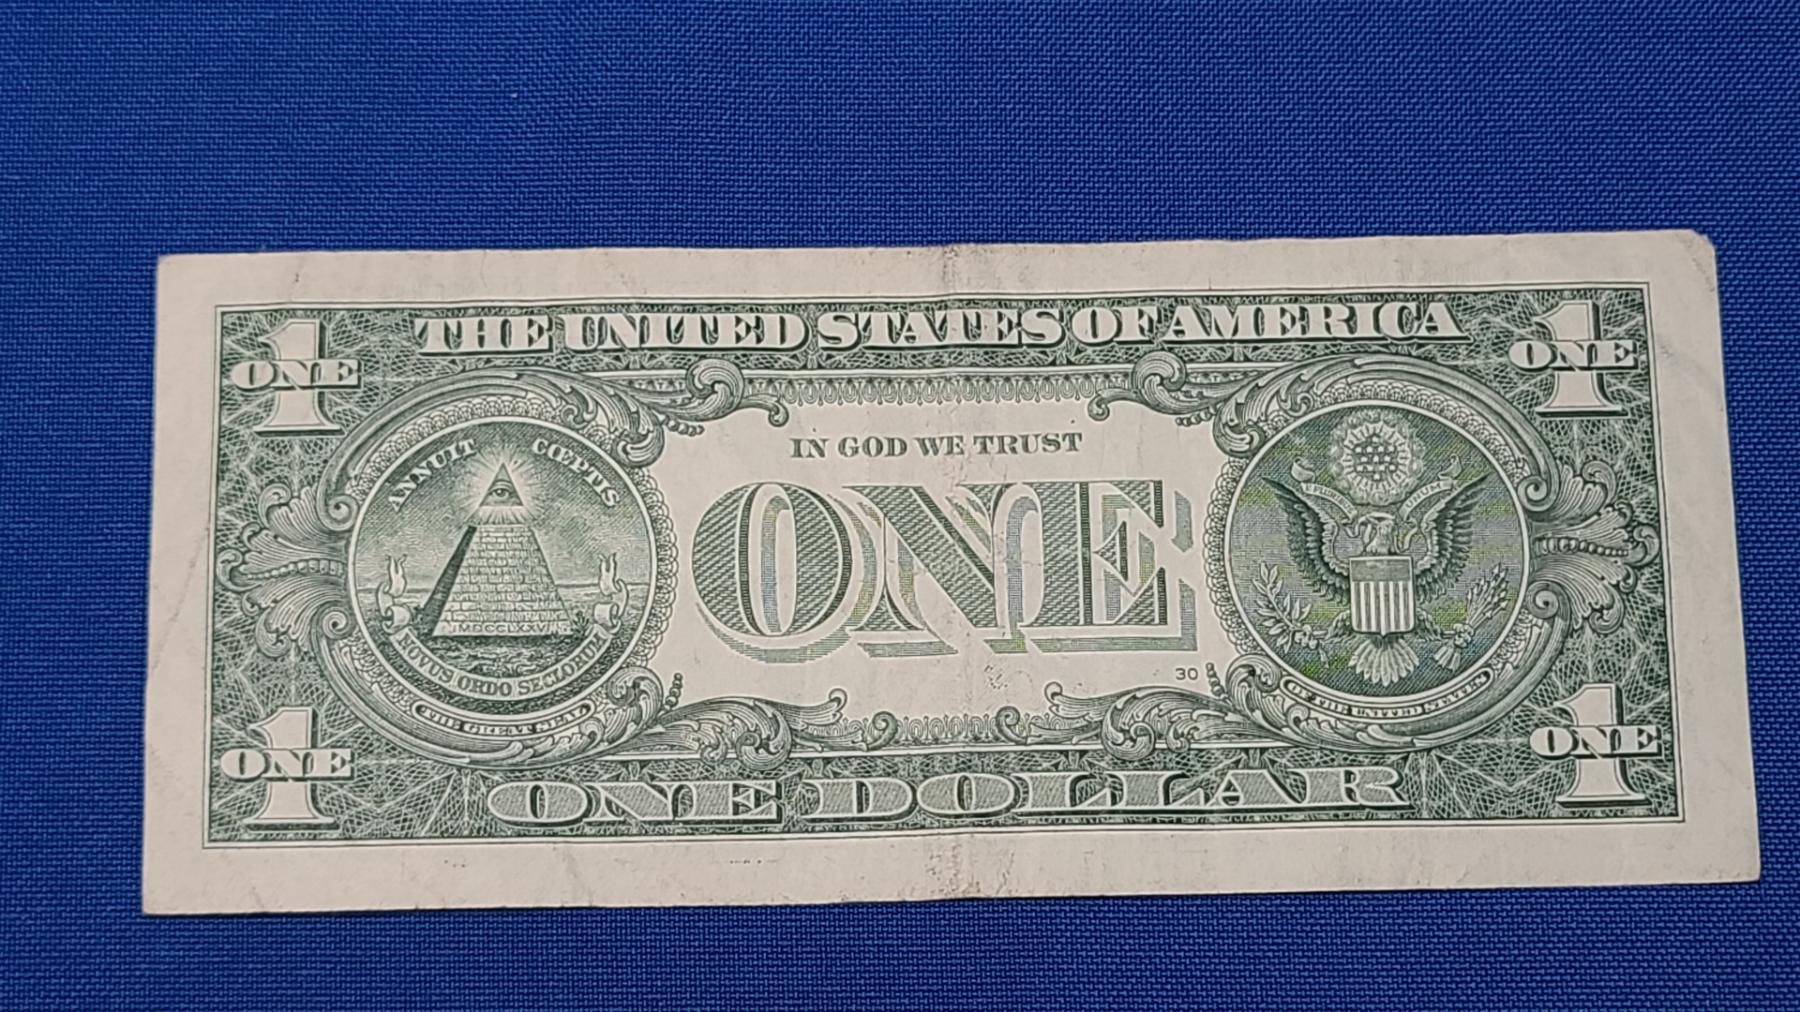 THE UNITED STATES OF AMERICA
1
ONE
1
ONE
ANNUIT CŒPTIS
IN GOD WE TRUST
ONE
MDCCLXXVI
NOVUS ORDO SECLORUM
THE GREAT SEAL
30
OF THE UNITED STATES
1
ONE
1
ONE
ONE DOLLAR